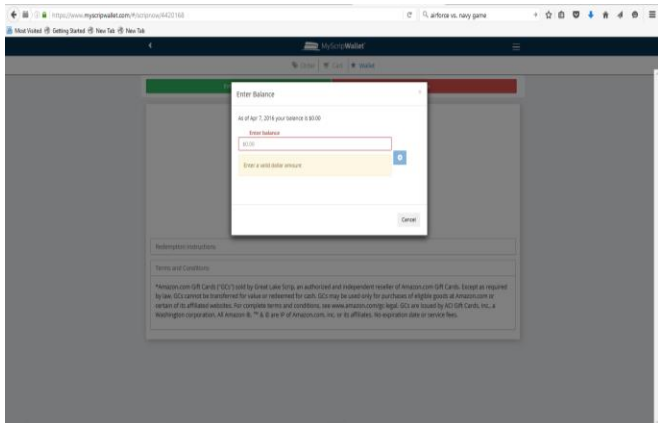 https://www.myscripwallet.com/#/scripnow/4420168
airforce vs. navy game
Most Visited Getting Started New Tab New Tab
MyScripWallet
Order Cart Wallet
Enter Balance
As of Apr 7, 2016 your balance is $0.00
Enter balance
$0.00
Enter a valid dollar amount
Cancel
Redemption Instructions
Terms and Conditions
*Amazon.com Gift Cards ("GCs") sold by Great Lake Scrip, an authorized and independent reseller of Amazon.com Gift Cards. Except as required
by law, GCs cannot be transferred for value or redeemed for cash. GCs may be used only for purchases of eligible goods at Amazon.com or
certain of its affiliated websites. For complete terms and conditions, see www.amazon.com/gc-legal. GCs are issued by ACI Gift Cards, Inc., a
Washington corporation. All Amazon ®, ™ & © are IP of Amazon.com, Inc. or its affiliates. No expiration date or service fees.